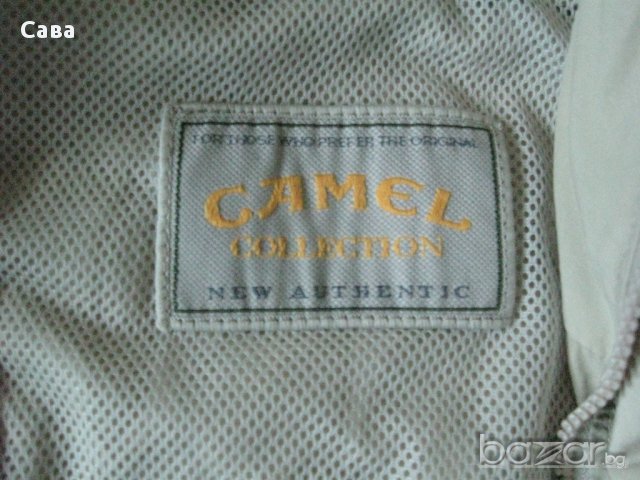 Сава
FOR THOSE WHO PREFER THE ORIGINAL
CAMEL
COLLECTION
NEW AUTHENTIC
bazar.bg